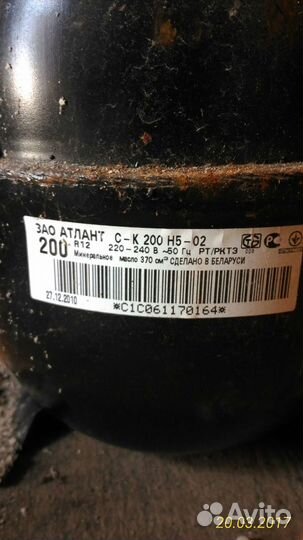 ЗАО АТЛАНТ С-К 200 Н5-02
200 R12 220-240 В ~50 Гц РТ/РКТЗ
Минеральное масло 370 см³ СДЕЛАНО В БЕЛАРУСИ
27.12.2010
*C1C061170164*
20.03.2017
Avito